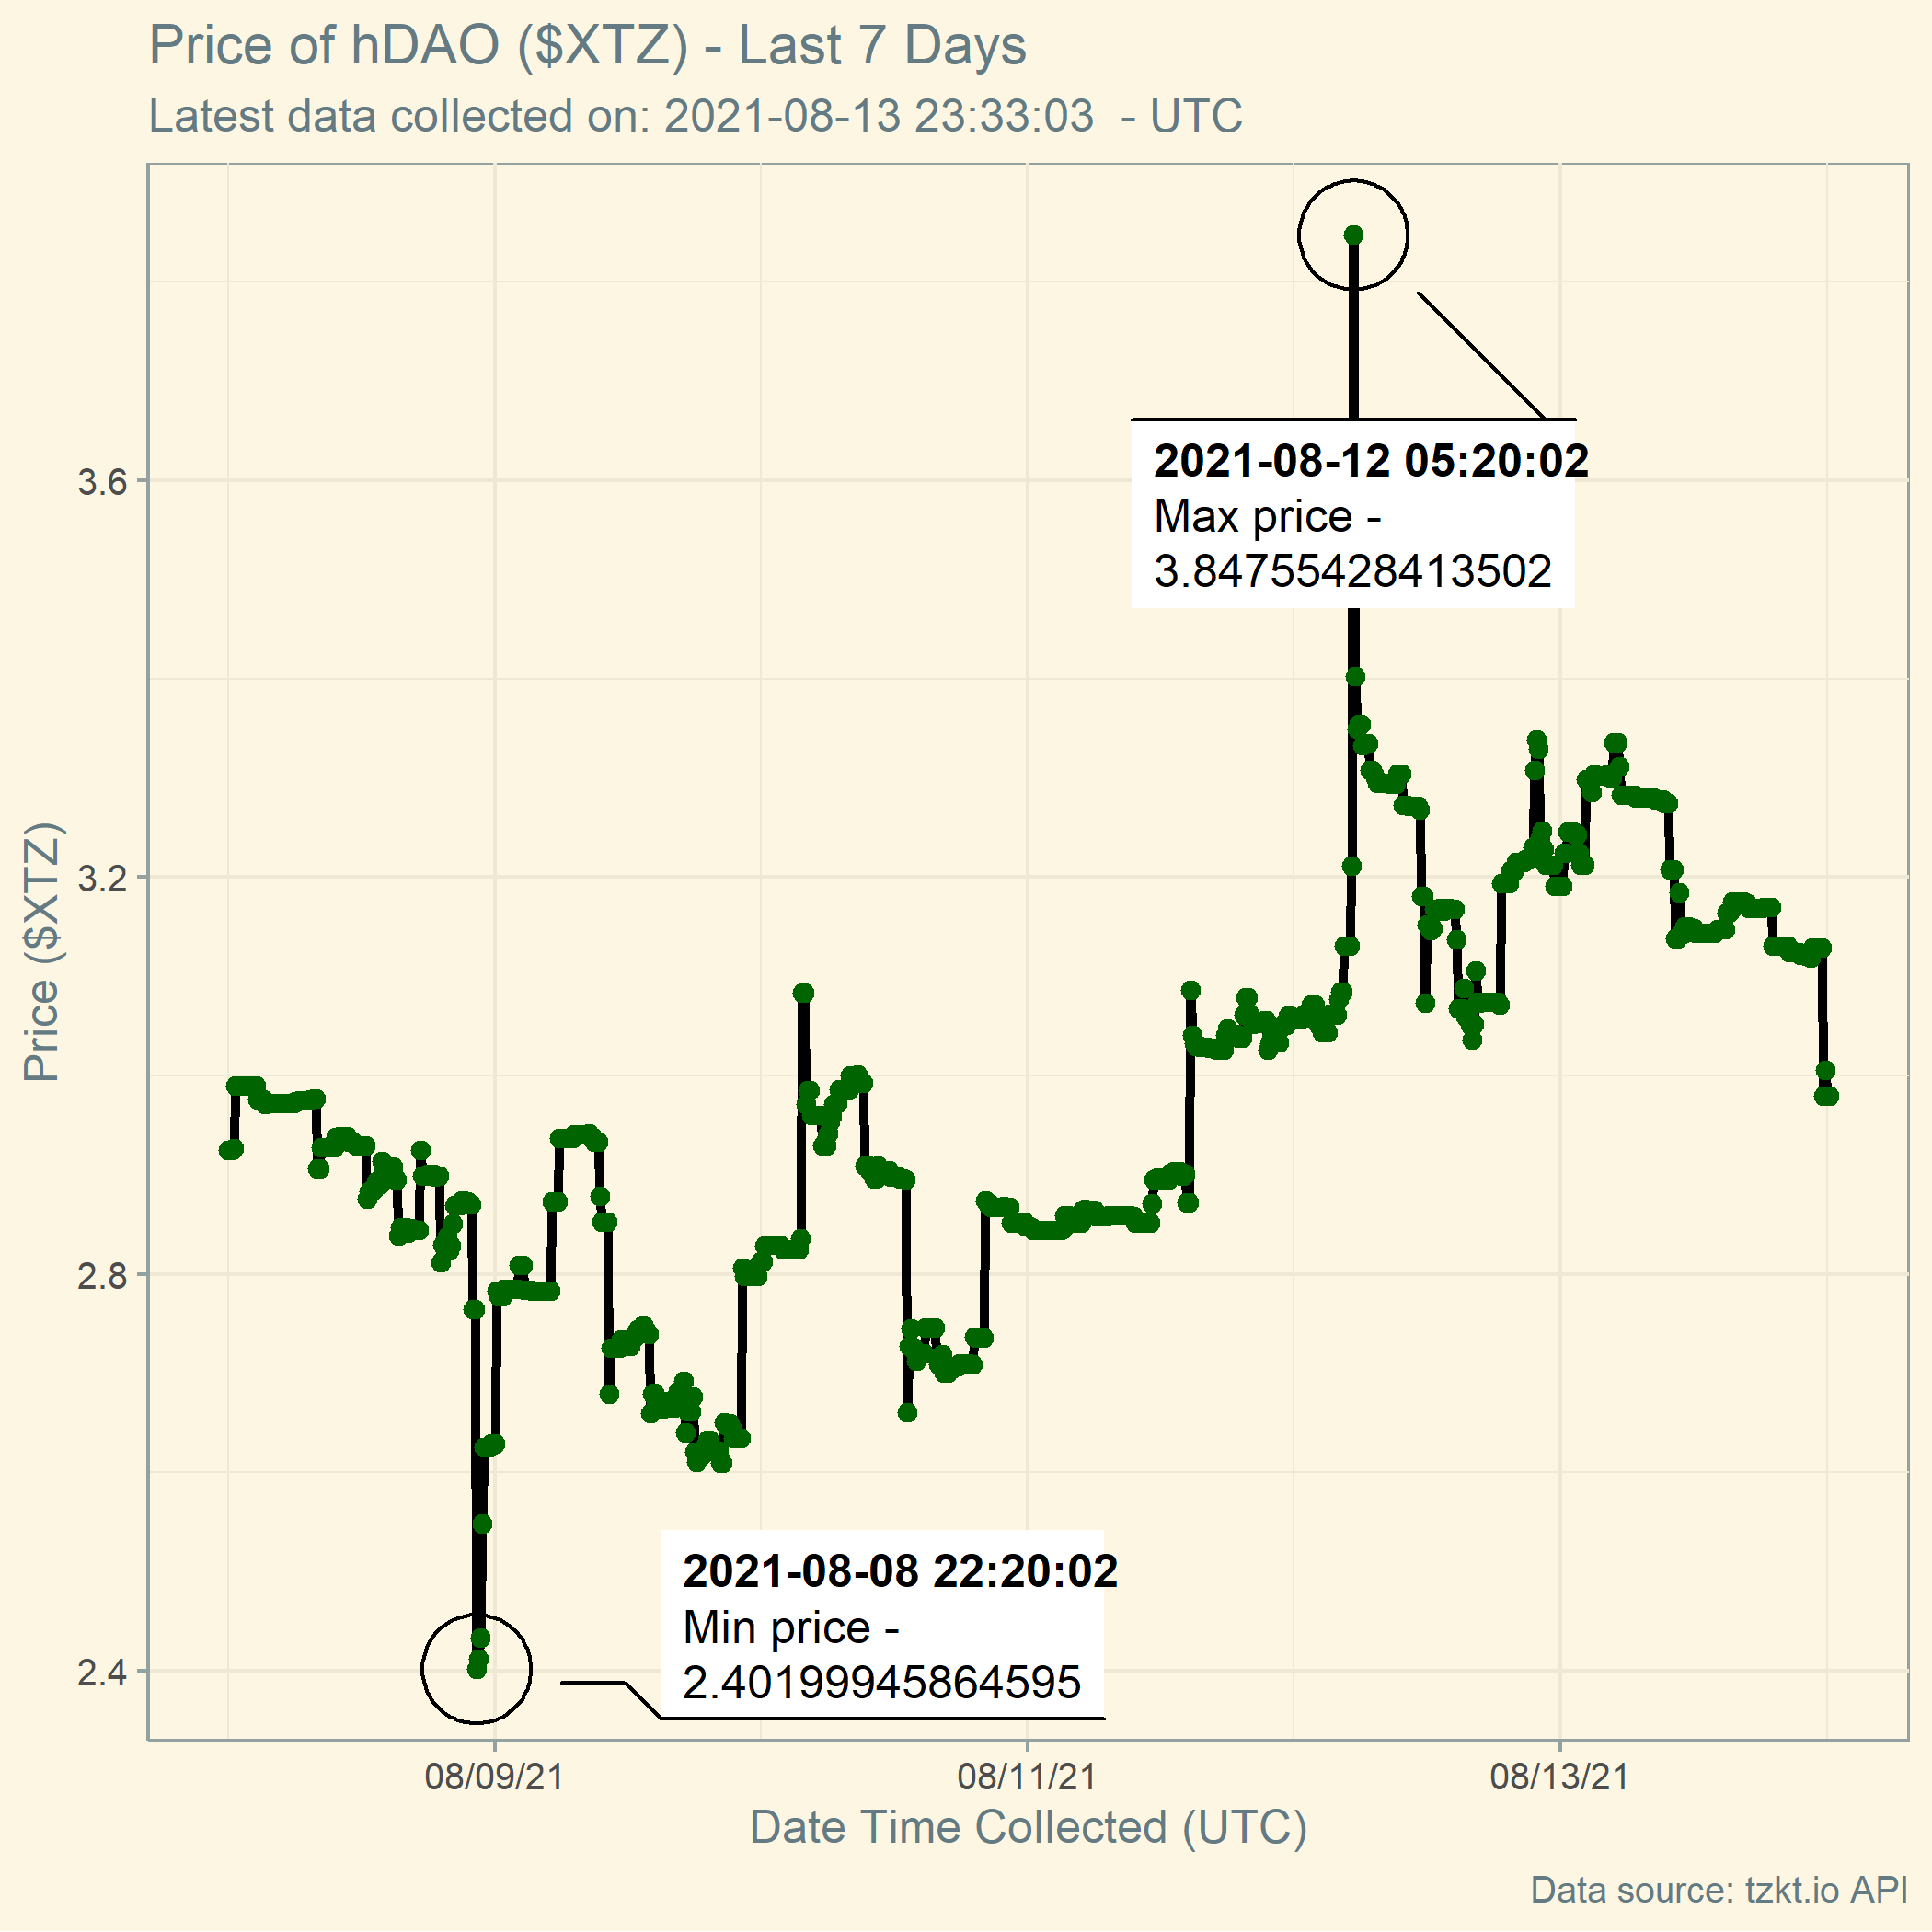 Price of hDAO ($XTZ) - Last 7 Days
Latest data collected on: 2021-08-13 23:33:03  - UTC
2021-08-12 05:20:02
Max price -
3.84755428413502
3.6
3.2
2.8
2.4
Price ($XTZ)
2021-08-08 22:20:02
Min price -
2.40199945864595
08/09/21
08/11/21
08/13/21
Date Time Collected (UTC)
Data source: tzkt.io API